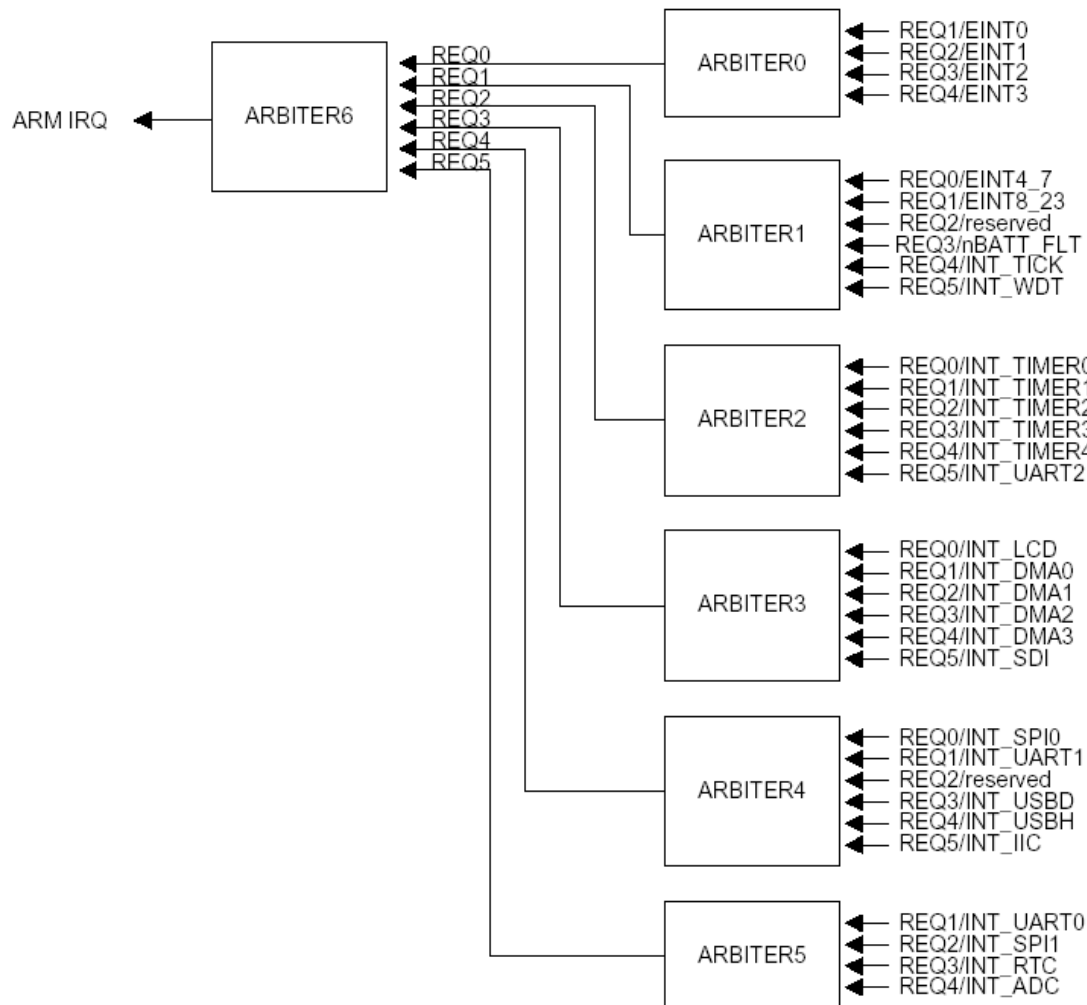 ARM IRQ
ARBITER6
REQ0
REQ1
REQ2
REQ3
REQ4
REQ5
ARBITER0
REQ1/EINT0
REQ2/EINT1
REQ3/EINT2
REQ4/EINT3
ARBITER1
REQ0/EINT4_7
REQ1/EINT8_23
REQ2/reserved
REQ3/nBATT_FLT
REQ4/INT_TICK
REQ5/INT_WDT
ARBITER2
REQ0/INT_TIMER0
REQ1/INT_TIMER1
REQ2/INT_TIMER2
REQ3/INT_TIMER3
REQ4/INT_TIMER4
REQ5/INT_UART2
ARBITER3
REQ0/INT_LCD
REQ1/INT_DMA0
REQ2/INT_DMA1
REQ3/INT_DMA2
REQ4/INT_DMA3
REQ5/INT_SDI
ARBITER4
REQ0/INT_SPI0
REQ1/INT_UART1
REQ2/reserved
REQ3/INT_USBD
REQ4/INT_USBH
REQ5/INT_IIC
ARBITER5
REQ1/INT_UART0
REQ2/INT_SPI1
REQ3/INT_RTC
REQ4/INT_ADC